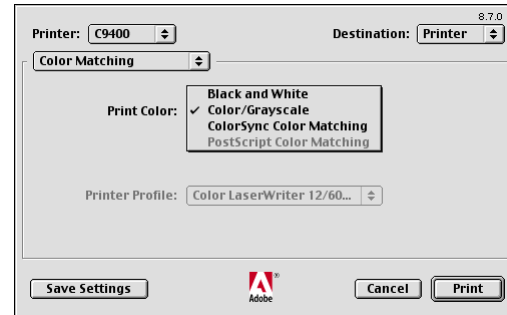 8.7.0
Printer: C9400 Destination: Printer
Color Matching
Black and White
Print Color: ✓ Color/Grayscale
ColorSync Color Matching
PostScript Color Matching
Printer Profile: Color LaserWriter 12/60...
Save Settings Adobe® Cancel Print